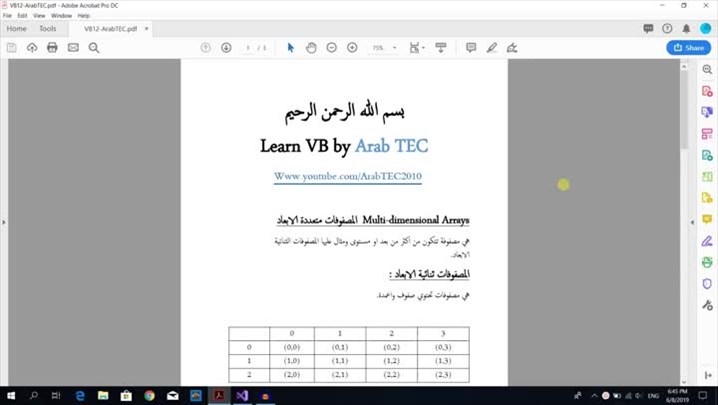 VB12-ArabTEC.pdf - Adobe Acrobat Pro DC
File Edit View Window Help
Home Tools VB12-ArabTEC.pdf ×
1 / 1 75% Share
بسم الله الرحمن الرحيم
Learn VB by Arab TEC
Www.youtube.com/ArabTEC2010
Multi-dimensional Arrays المصفوفات متعددة الابعاد
هي مصفوفة تتكون من أكثر من بعد او مستوى ومثال عليها المصفوفات الثنائية
الابعاد.
المصفوفات ثنائية الابعاد :
هي مصفوفات تحتوي صفوف واعمدة.
0 1 2 3
0 (0,0) (0,1) (0,2) (0,3)
1 (1,0) (1,1) (1,2) (1,3)
2 (2,0) (2,1) (2,2) (2,3)
ENG
6:45 PM
6/8/2019